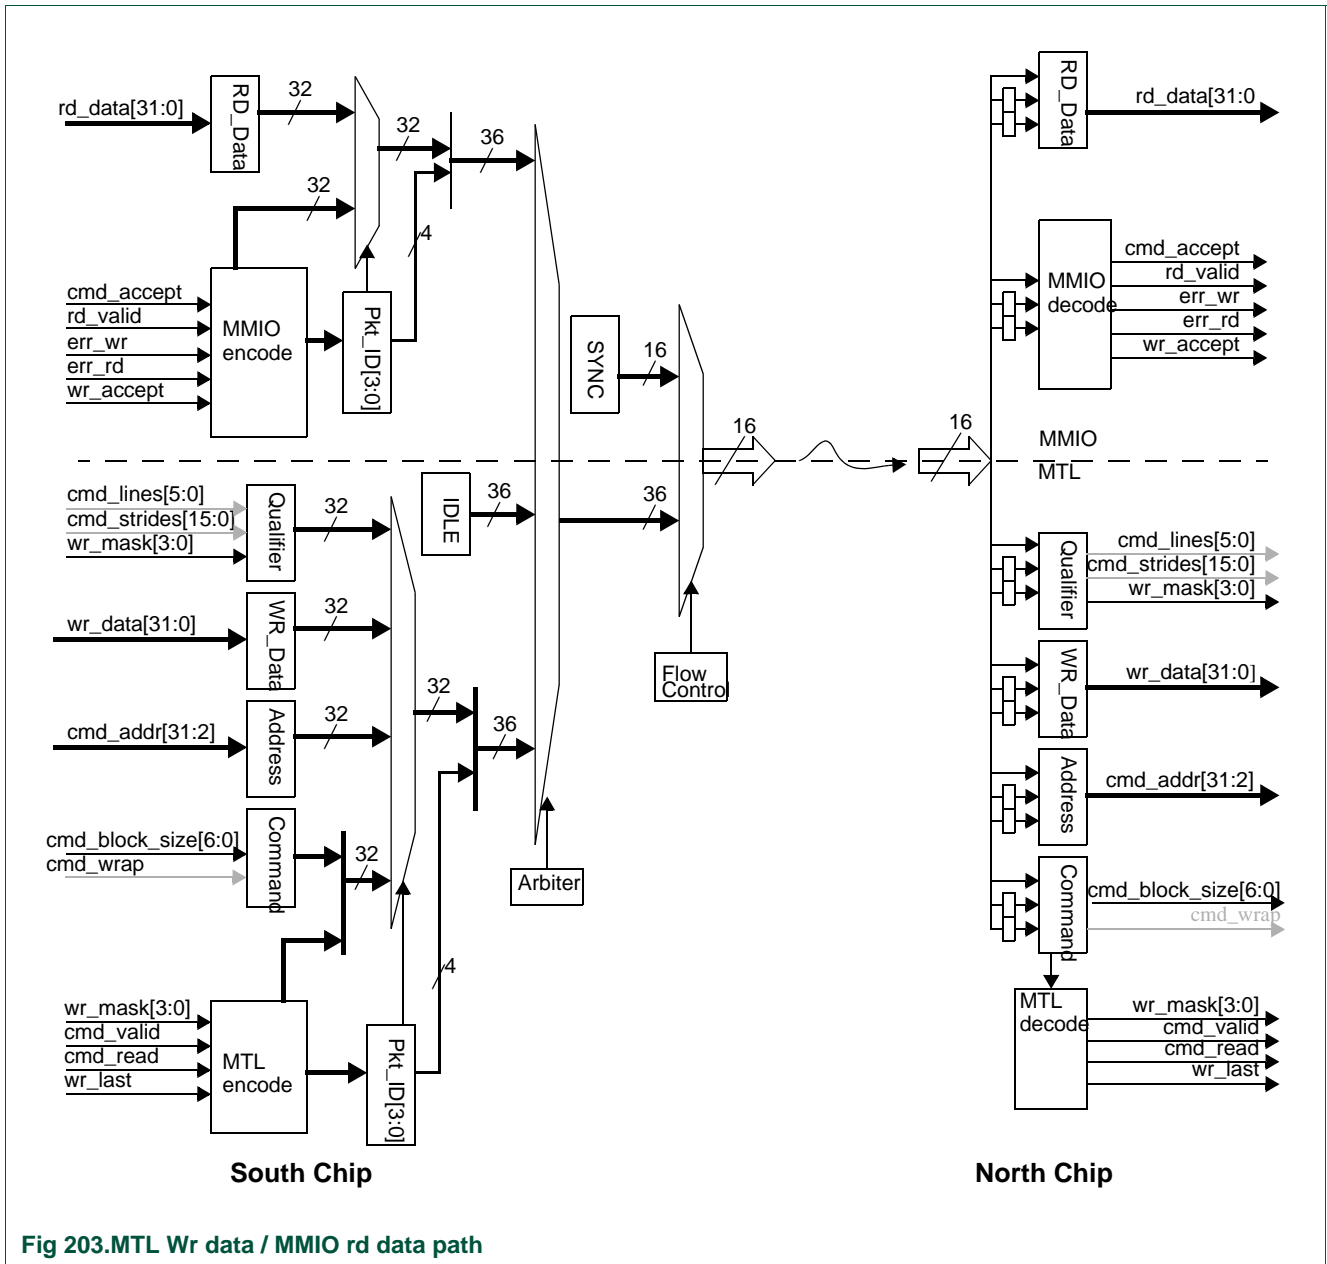 rd_data[31:0]
RD_Data
32
32
36
32
4
cmd_accept
rd_valid
err_wr
err_rd
wr_accept
MMIO
encode
Pkt_ID[3:0]
SYNC
16
16
16
RD_Data
rd_data[31:0
MMIO
decode
cmd_accept
rd_valid
err_wr
err_rd
wr_accept
MMIO
MTL
cmd_lines[5:0]
cmd_strides[15:0]
wr_mask[3:0]
Qualifier
32
IDLE
36
36
wr_data[31:0]
WR_Data
32
cmd_addr[31:2]
Address
32
32
36
Flow
Control
cmd_block_size[6:0]
cmd_wrap
Command
32
Arbiter
4
wr_mask[3:0]
cmd_valid
cmd_read
wr_last
MTL
encode
Pkt_ID[3:0]
Qualifier
cmd_lines[5:0]
cmd_strides[15:0]
wr_mask[3:0]
WR_Data
wr_data[31:0]
Address
cmd_addr[31:2]
Command
cmd_block_size[6:0]
cmd_wrap
MTL
decode
wr_mask[3:0]
cmd_valid
cmd_read
wr_last
South Chip
North Chip
Fig 203.MTL Wr data / MMIO rd data path